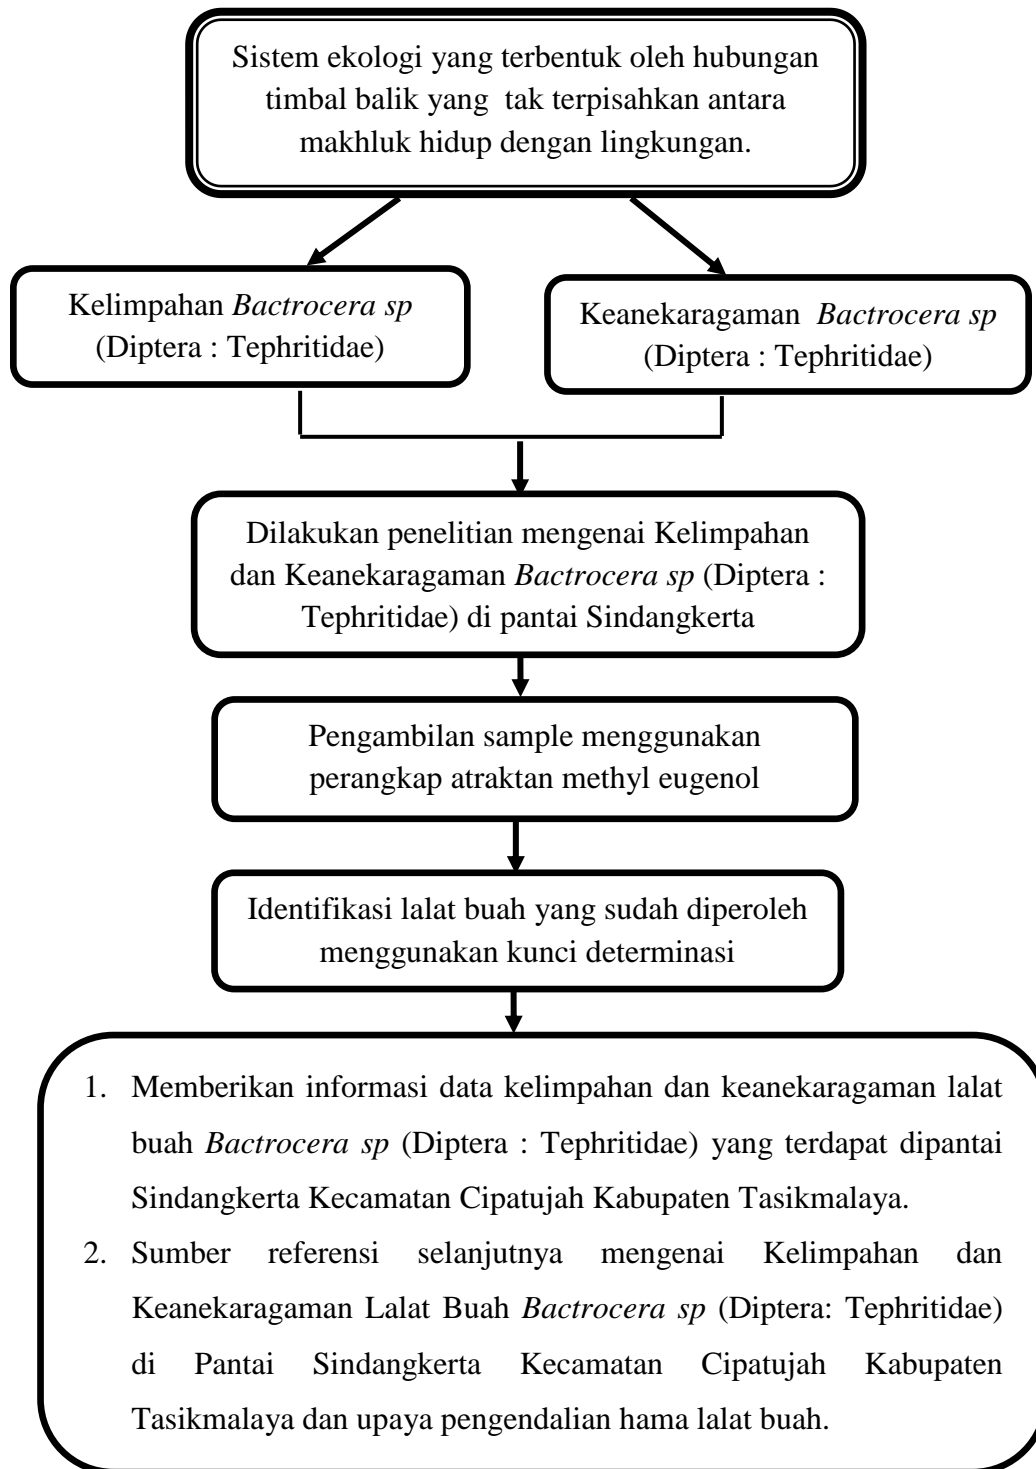 Sistem ekologi yang terbentuk oleh hubungan
timbal balik yang tak terpisahkan antara
makhluk hidup dengan lingkungan.
Kelimpahan Bactrocera sp
(Diptera : Tephritidae)
Keanekaragaman Bactrocera sp
(Diptera : Tephritidae)
Dilakukan penelitian mengenai Kelimpahan
dan Keanekaragaman Bactrocera sp (Diptera :
Tephritidae) di pantai Sindangkerta
Pengambilan sample menggunakan
perangkap atraktan methyl eugenol
Identifikasi lalat buah yang sudah diperoleh
menggunakan kunci determinasi
1. Memberikan informasi data kelimpahan dan keanekaragaman lalat
buah Bactrocera sp (Diptera : Tephritidae) yang terdapat dipantai
Sindangkerta Kecamatan Cipatujah Kabupaten Tasikmalaya.
2. Sumber referensi selanjutnya mengenai Kelimpahan dan
Keanekaragaman Lalat Buah Bactrocera sp (Diptera: Tephritidae)
di Pantai Sindangkerta Kecamatan Cipatujah Kabupaten
Tasikmalaya dan upaya pengendalian hama lalat buah.